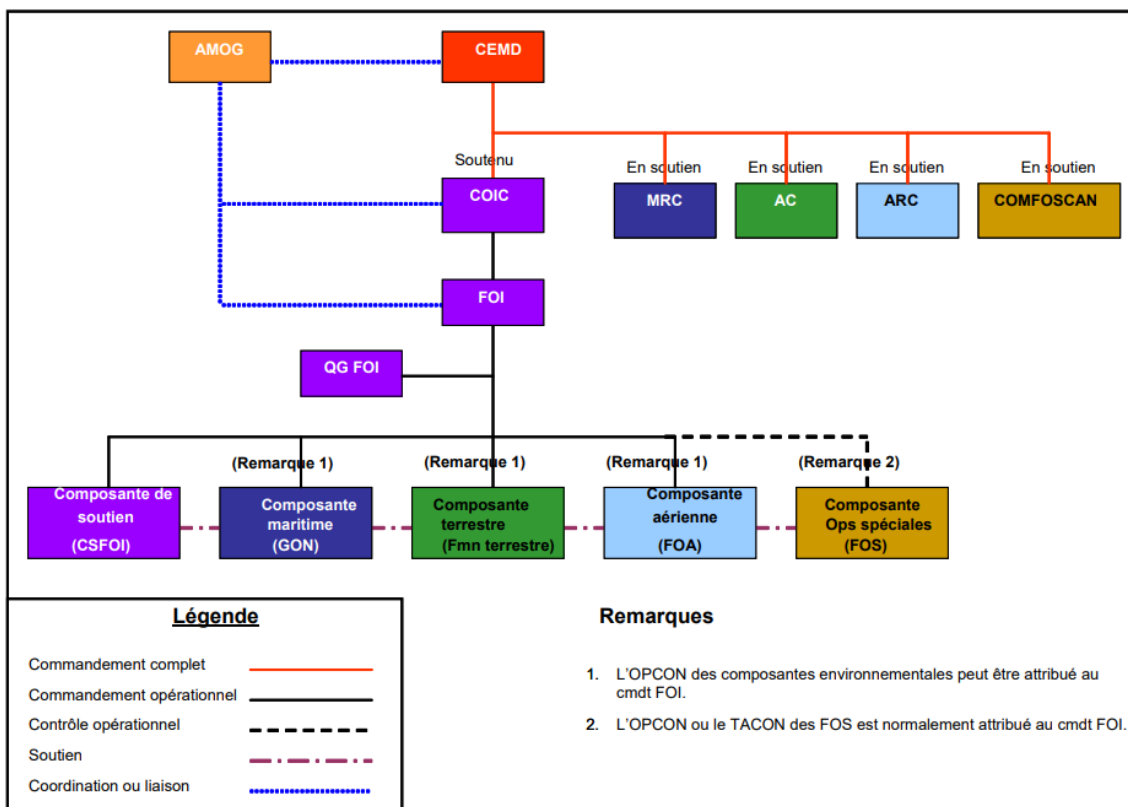 AMOG
CEMD
Soutenu
En soutien
En soutien
En soutien
En soutien
COIC
MRC
AC
ARC
COMFOSCAN
FOI
QG FOI
(Remarque 1)
(Remarque 1)
(Remarque 1)
(Remarque 2)
Composante de
soutien
(CSFOI)
Composante
maritime
(GON)
Composante
terrestre
(Fmn terrestre)
Composante
aérienne
(FOA)
Composante
Ops spéciales
(FOS)
Légende
Commandement complet
Commandement opérationnel
Contrôle opérationnel
Soutien
Coordination ou liaison
Remarques
1. L'OPCON des composantes environnementales peut être attribué au
cmdt FOI.
2. L'OPCON ou le TACON des FOS est normalement attribué au cmdt FOI.